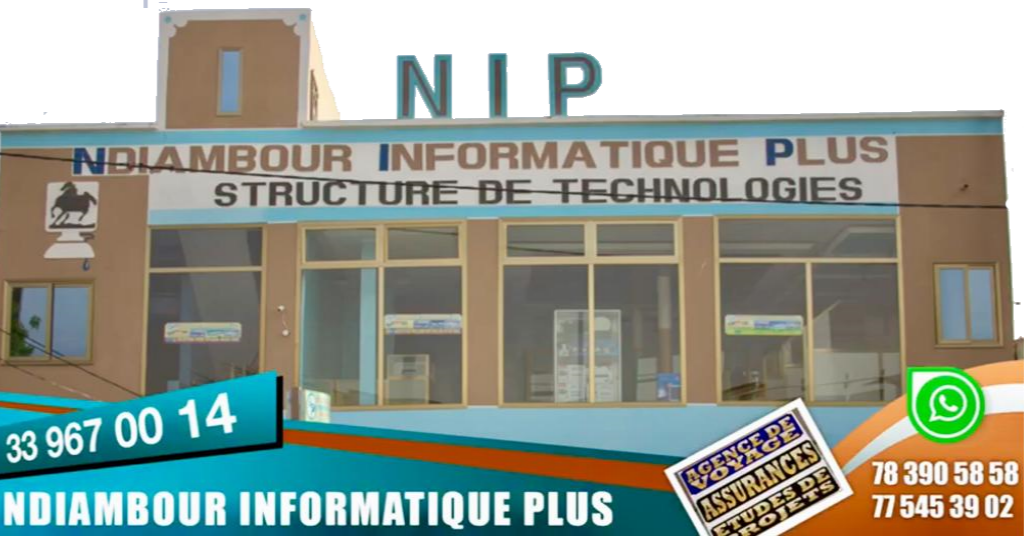 NIP
NDIAMBOUR INFORMATIQUE PLUS
STRUCTURE DE TECHNOLOGIES
33 967 00 14
NDIAMBOUR INFORMATIQUE PLUS
AGENCE DE
VOYAGE
ASSURANCES
ETUDES DE
PROJETS
78 390 58 58
77 545 39 02